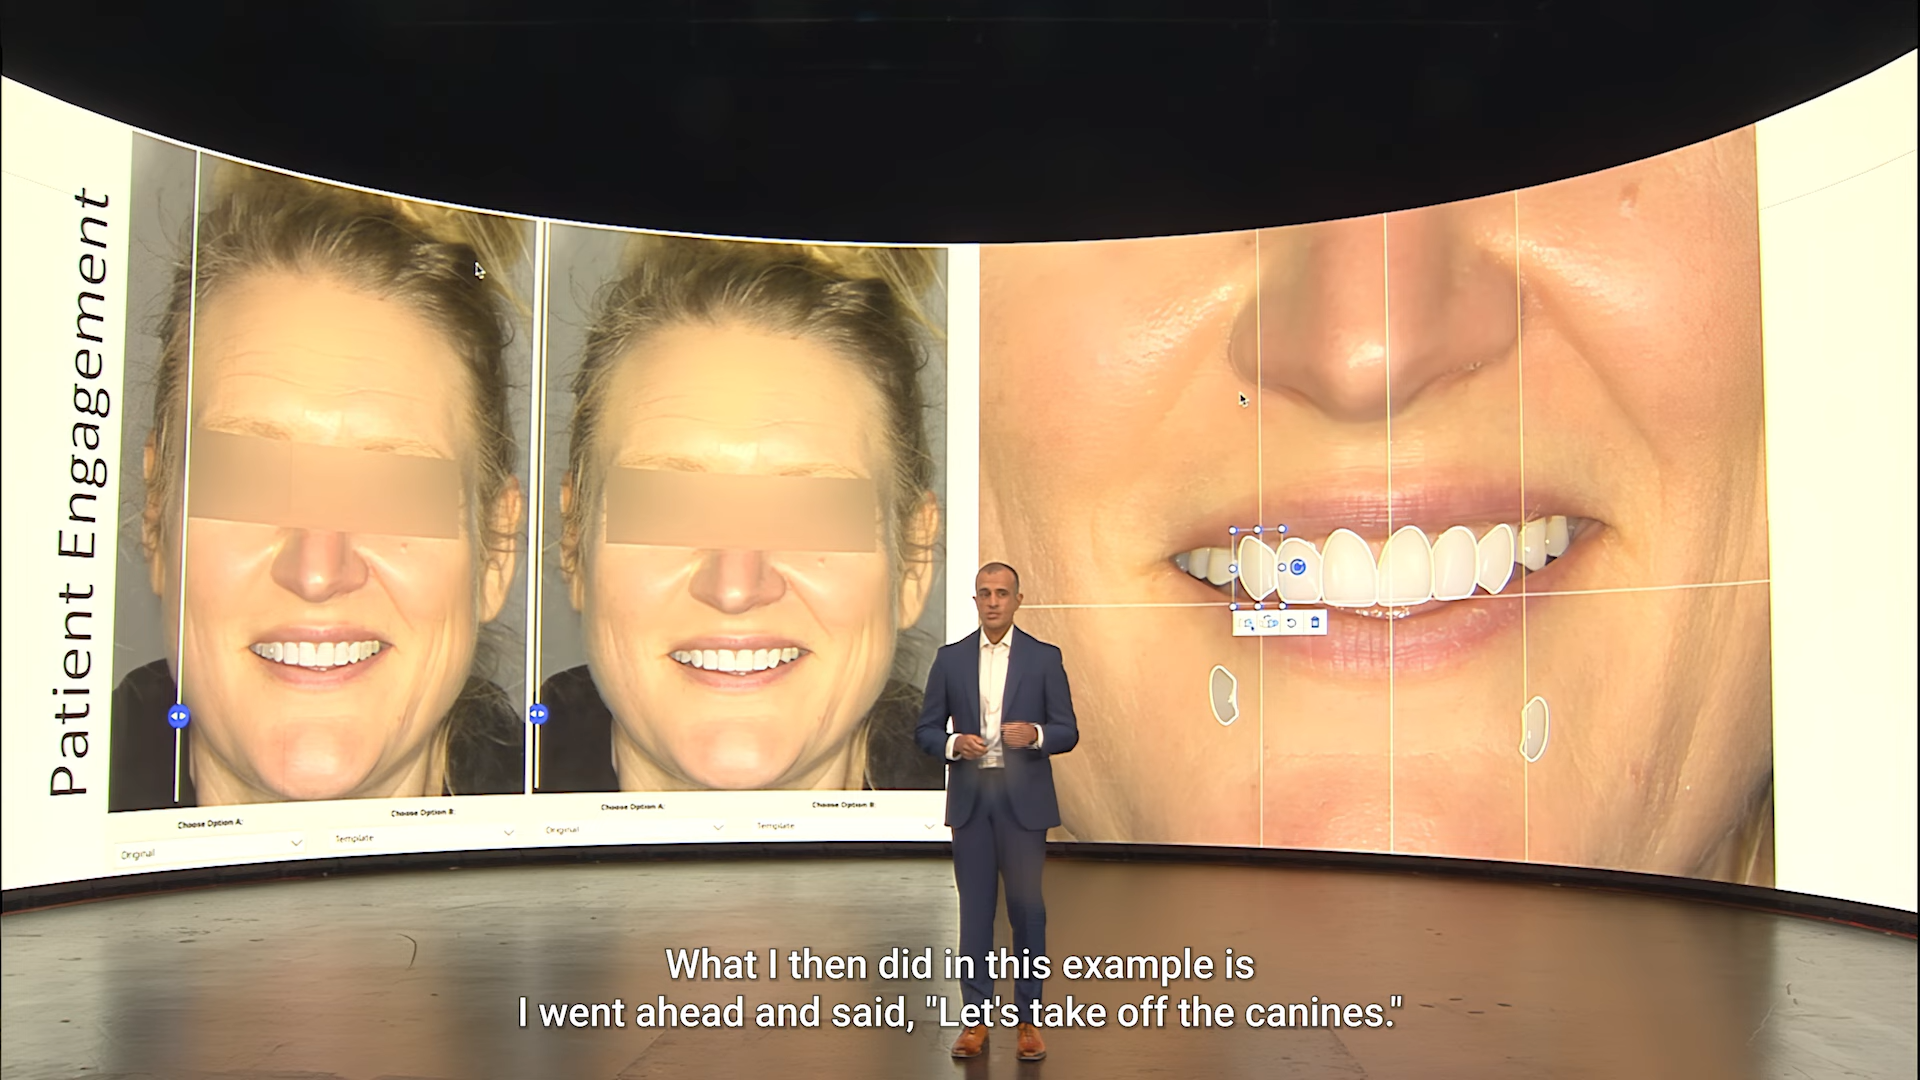 Patient Engagement
Choose Option A:
Choose Option B:
Choose Option A:
Choose Option B:
Original
Template
Original
Template
What I then did in this example is
I went ahead and said, "Let's take off the canines."